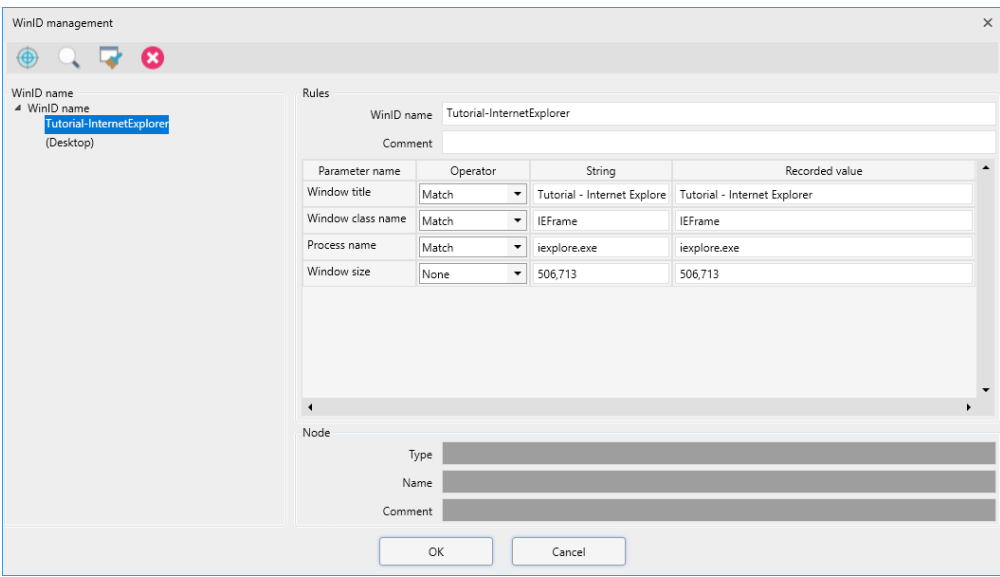 WinID management
WinID name
WinID name
Tutorial-InternetExplorer
(Desktop)
Rules
WinID name Tutorial-InternetExplorer
Comment
Parameter name Operator String Recorded value
Window title Match Tutorial - Internet Explore Tutorial - Internet Explorer
Window class name Match IEFrame IEFrame
Process name Match iexplore.exe iexplore.exe
Window size None 506,713 506,713
Node
Type
Name
Comment
OK Cancel